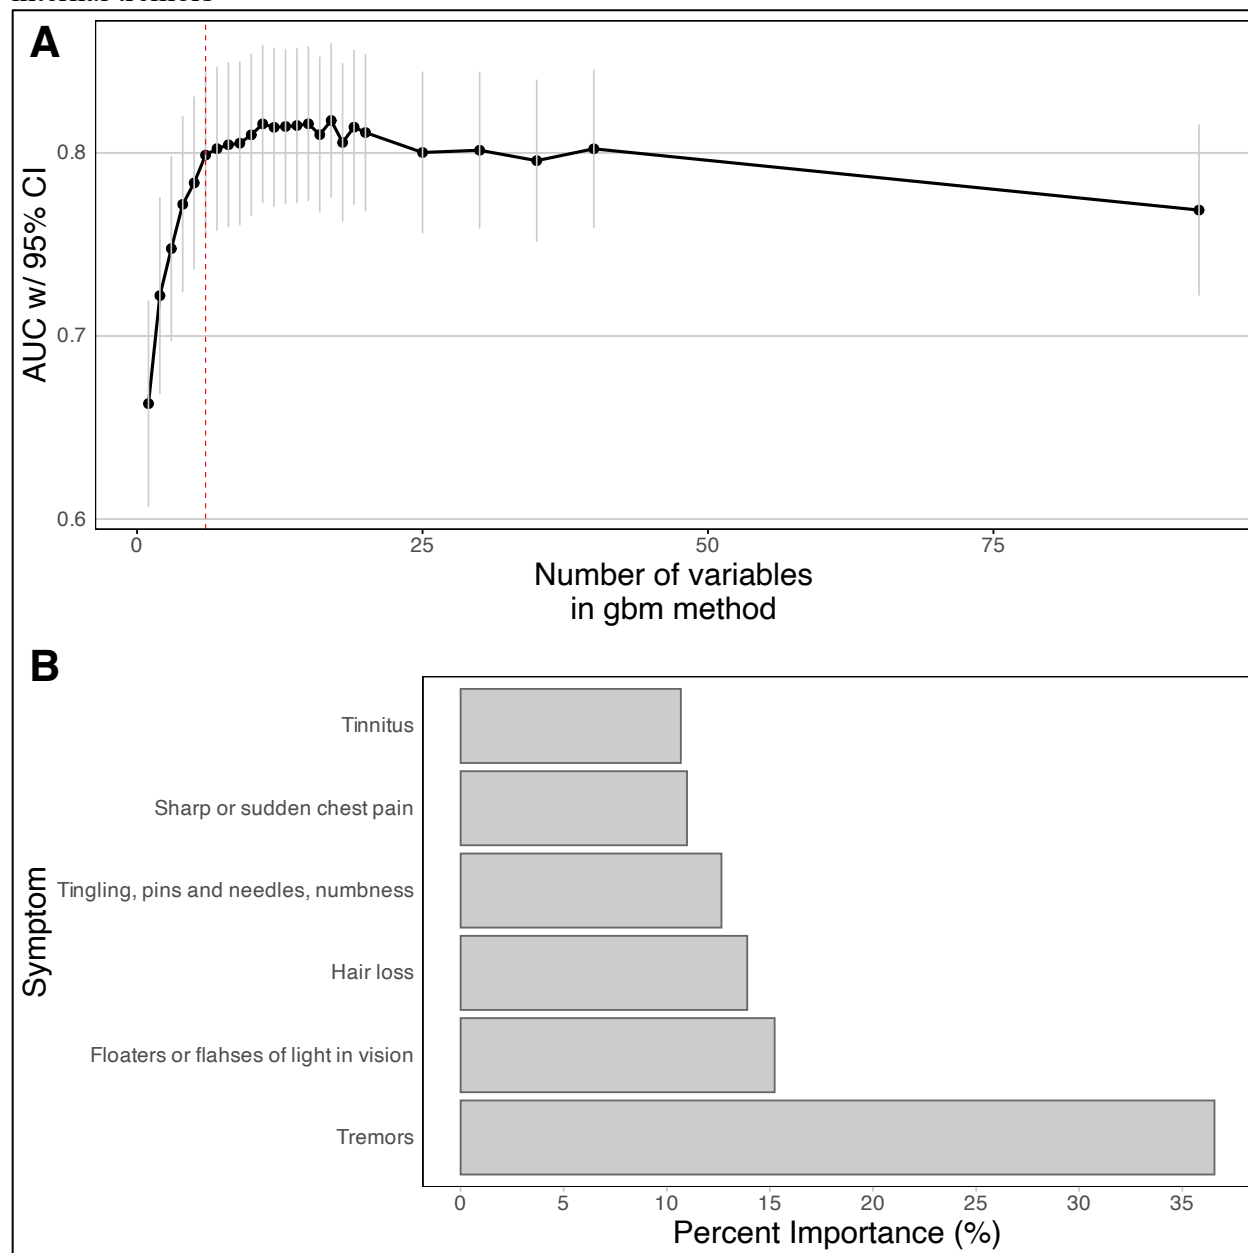 A
AUC w/ 95% CI
0.8
0.7
0.6
0 25 50 75
Number of variables
in gbm method
B
Symptom
Tinnitus
Sharp or sudden chest pain
Tingling, pins and needles, numbness
Hair loss
Floaters or flahses of light in vision
Tremors
0 5 10 15 20 25 30 35
Percent Importance (%)